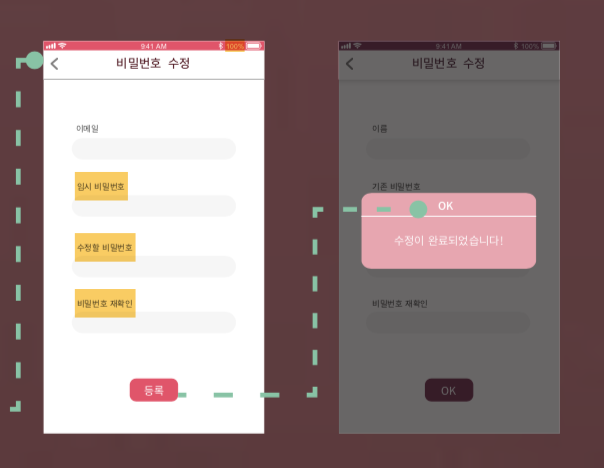 9:41 AM
100%
비밀번호 수정
이메일
임시 비밀번호
수정할 비밀번호
비밀번호 재확인
등록
9:41 AM
100%
비밀번호 수정
이름
기존 비밀번호
OK
수정이 완료되었습니다!
비밀번호 재확인
OK